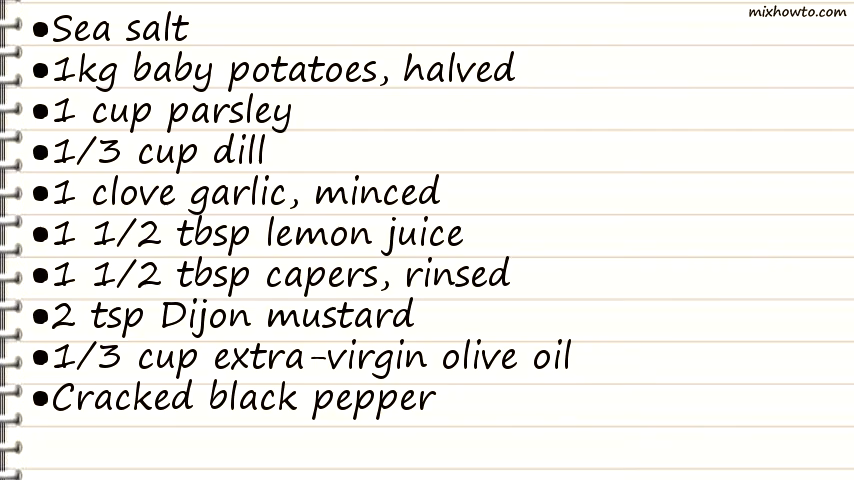 mixhowto.com
•Sea salt
•1kg baby potatoes, halved
•1 cup parsley
•1/3 cup dill
•1 clove garlic, minced
•1 1/2 tbsp lemon juice
•1 1/2 tbsp capers, rinsed
•2 tsp Dijon mustard
•1/3 cup extra-virgin olive oil
•Cracked black pepper